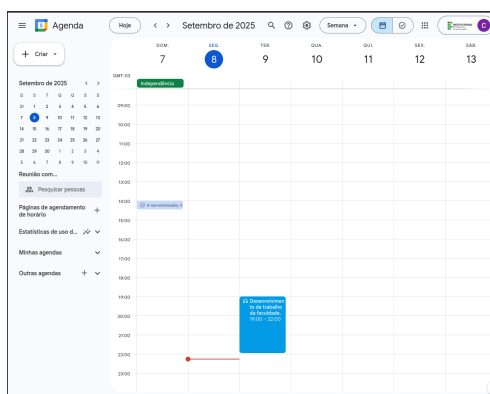 Agenda
Hoje
Setembro de 2025
Semana
C
Criar
DOM. SEG. TER. QUA. QUI. SEX. SÁB.
7 8 9 10 11 12 13
GMT-03
Independência
Setembro de 2025
D S T Q Q S S
31 1 2 3 4 5 6
7 8 9 10 11 12 13
14 15 16 17 18 19 20
21 22 23 24 25 26 27
28 29 30 1 2 3 4
5 6 7 8 9 10 11
Reunião com...
Pesquisar pessoas
Páginas de agendamento
de horário
Estatísticas de uso d...
Minhas agendas
Outras agendas
09:00
10:00
11:00
12:00
13:00
14:00
15:00
16:00
17:00
18:00
19:00
20:00
21:00
22:00
23:00
Desenvolvimen
to de trabalho
da faculdade.
19:00 – 22:00